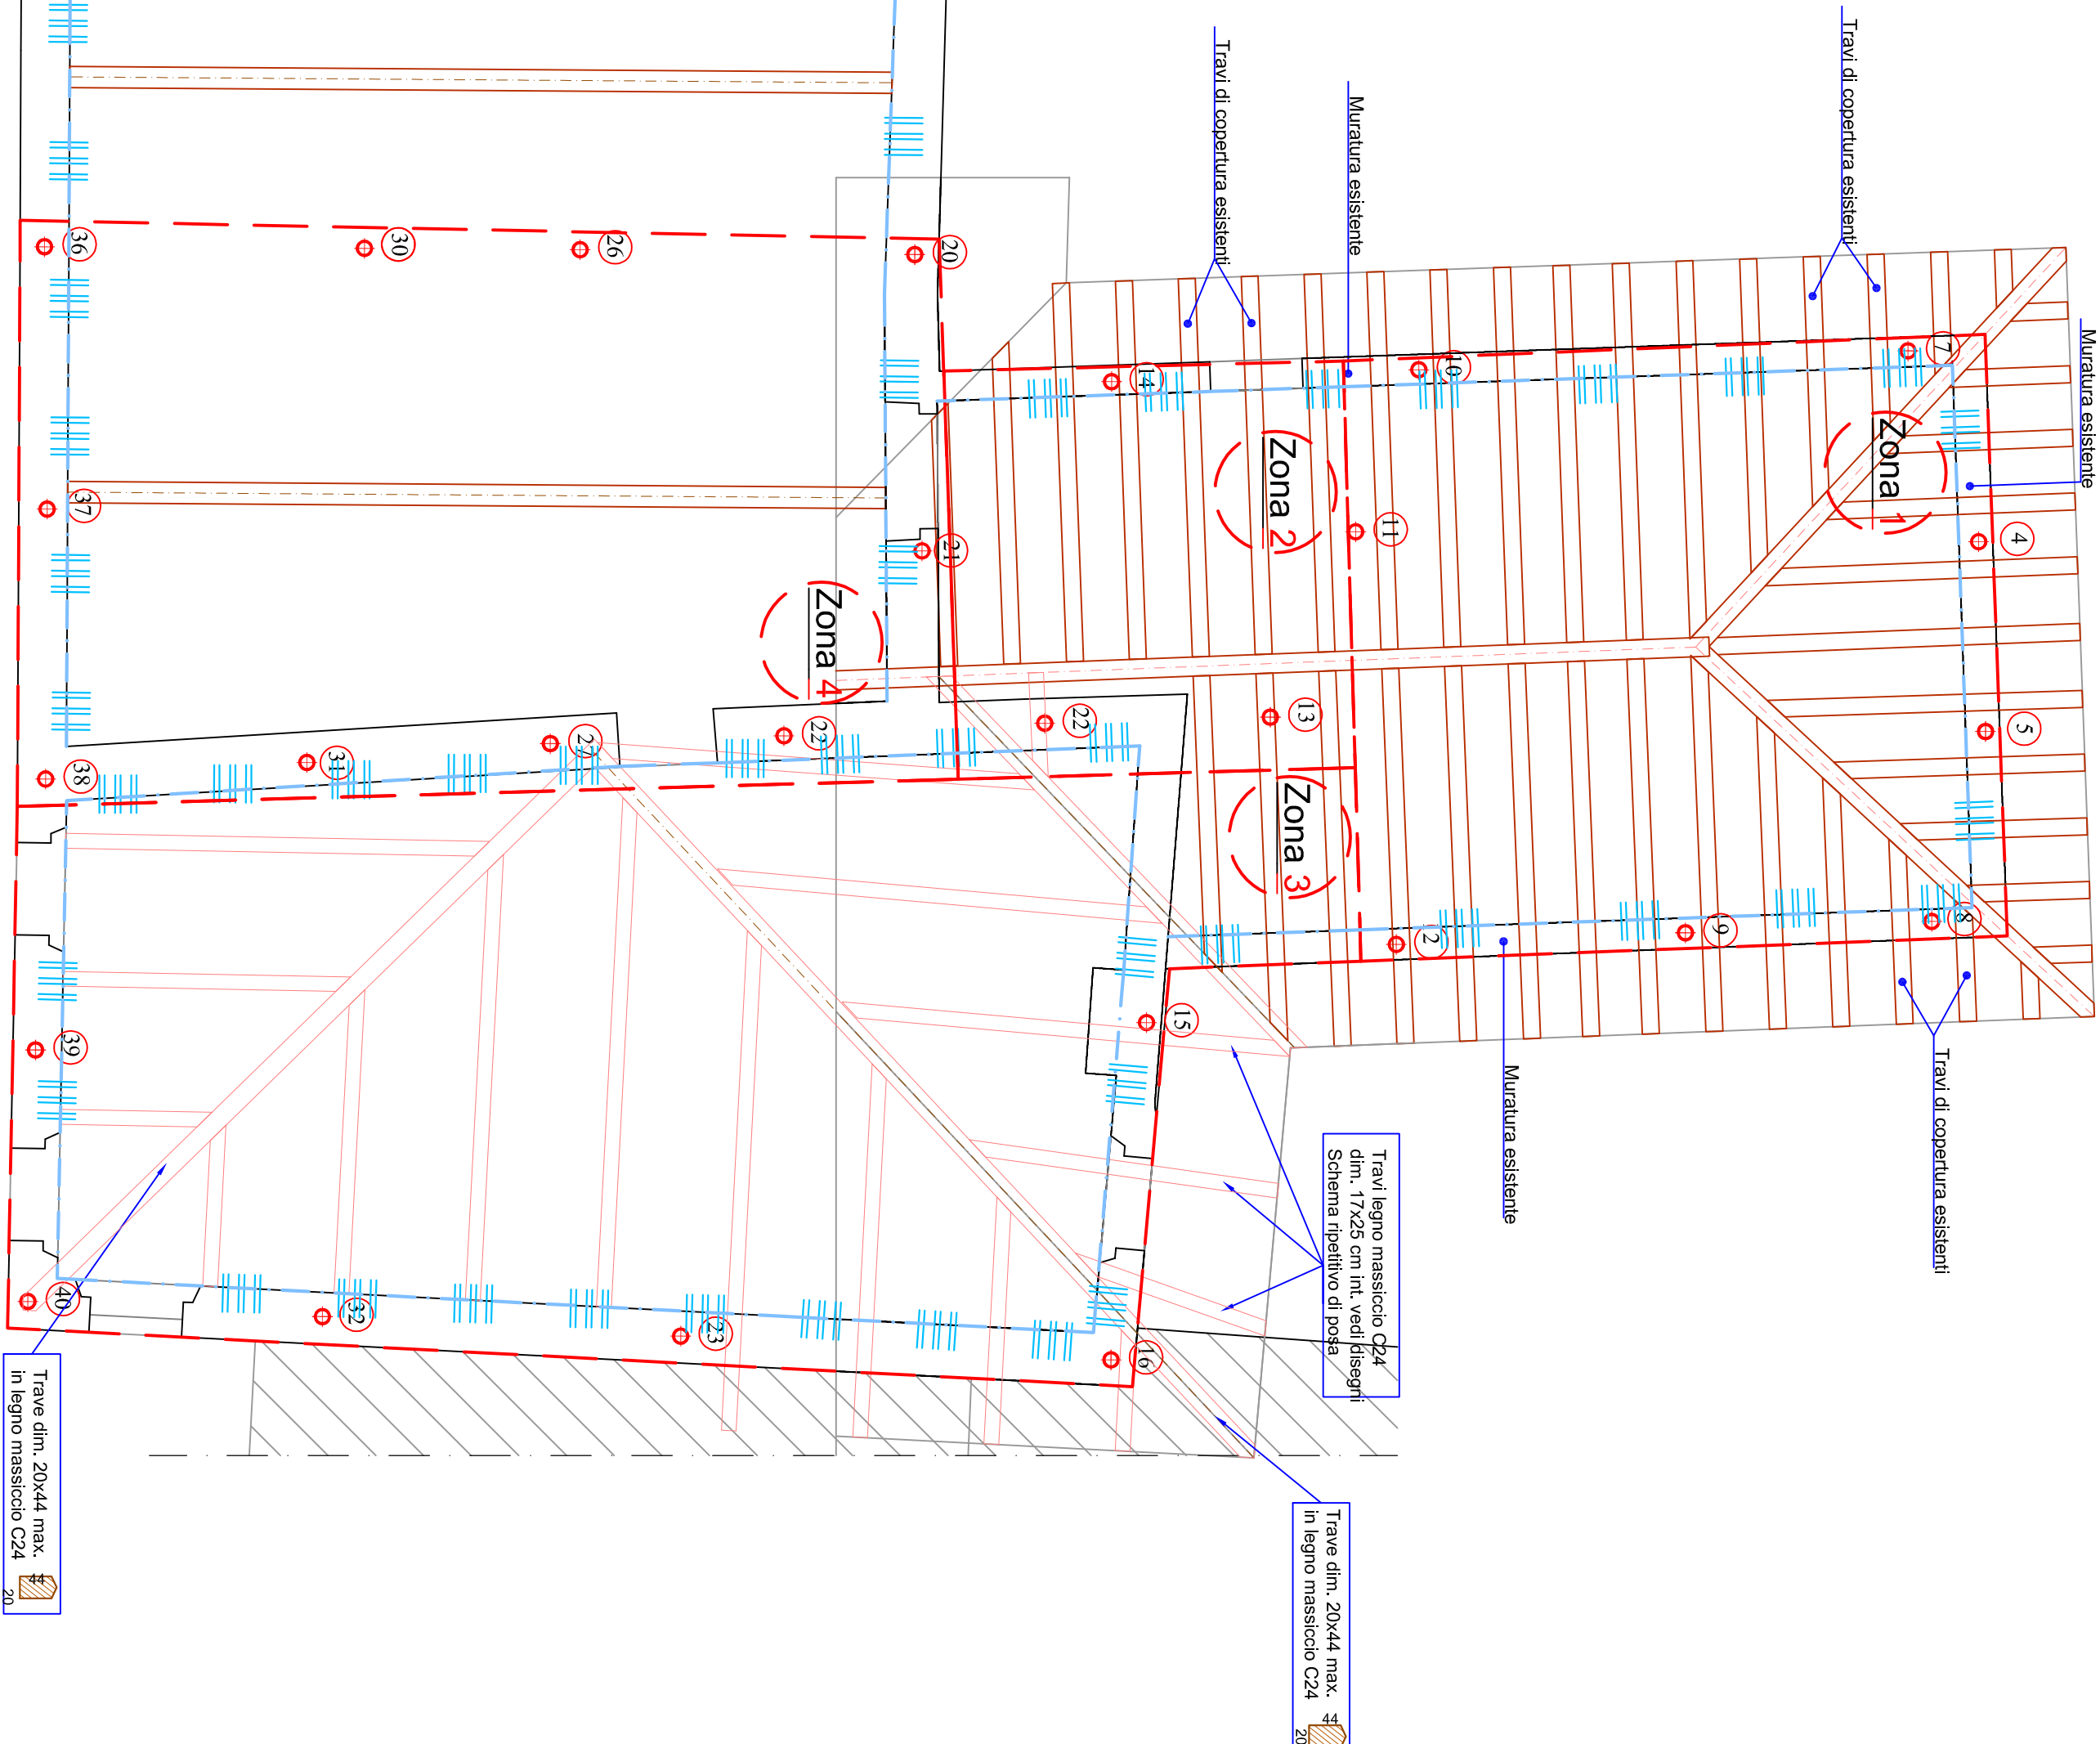 Travi di copertura esistenti
Muratura esistente
Travi di copertura esistenti
Muratura esistente
7
4
5
8
Zona 1
10
11
9
2
Zona 2
14
13
Zona 3
20
21
22
15
Zona 4
22
26
27
30
31
36
37
38
39
40
32
23
16
Muratura esistente
Travi di copertura esistenti
Travi legno massiccio C24
dim. 17x25 cm int. vedi disegni
Schema ripetitivo di posa
Trave dim. 20x44 max.
in legno massiccio C24
44
20
Trave dim. 20x44 max.
in legno massiccio C24
44